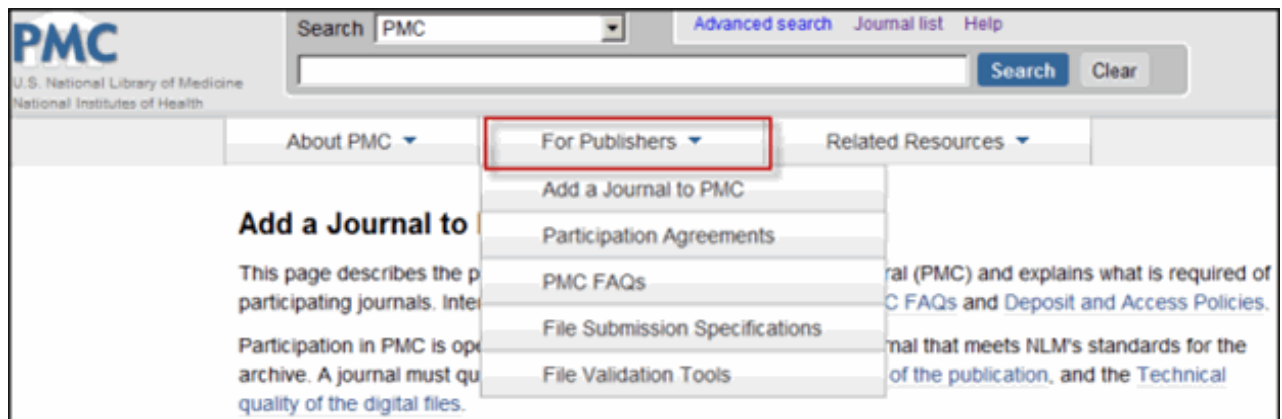 PMC
U.S. National Library of Medicine
National Institutes of Health
Search PMC
Advanced search Journal list Help
Search Clear
About PMC For Publishers Related Resources
Add a Journal to PMC
Participation Agreements
PMC FAQs
File Submission Specifications
File Validation Tools
Add a Journal to
This page describes the p ral (PMC) and explains what is required of
participating journals. Inte C FAQs and Deposit and Access Policies.
Participation in PMC is ope rnal that meets NLM's standards for the
archive. A journal must qu of the publication, and the Technical
quality of the digital files.